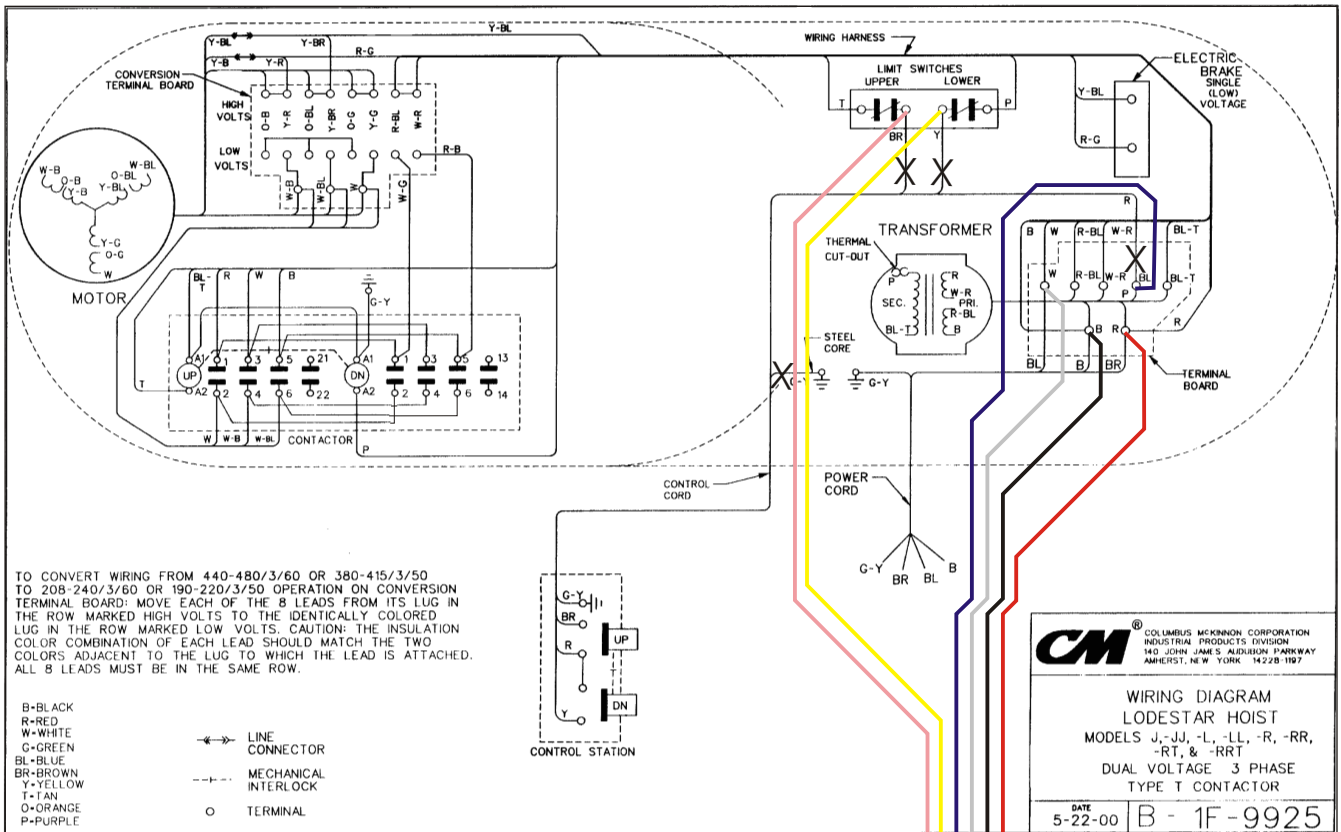 Y-BL
Y-BL
Y-BR
R-G
Y-B
Y-R
WIRING HARNESS
CONVERSION
TERMINAL BOARD
HIGH
VOLTS
O-B
Y-R
O-BL
Y-BR
O-G
Y-G
R-BL
W-R
LOW
VOLTS
R-B
W-B
W-BL
W
W-G
LIMIT SWITCHES
UPPER
LOWER
T
P
BR
Y
ELECTRIC
BRAKE
SINGLE
(LOW)
VOLTAGE
Y-BL
R-G
W-B
O-B
Y-B
W-BL
O-BL
Y-BL
Y-G
O-G
W
MOTOR
BL-
T
R
W
B
G-Y
A1
UP
A2
1
3
5
21
2
4
6
22
A1
DN
A2
1
3
5
13
2
4
6
14
T
W
W-B
W-BL
CONTACTOR
P
TRANSFORMER
THERMAL
CUT-OUT
P
SEC.
BL-T
R
W-R
PRI.
R-BL
B
STEEL
CORE
G-Y
G-Y
R
B
W
R-BL
W-R
BL-T
W
R-BL
W-R
BL
BL-T
P
B
R
R
BL
B
BR
TERMINAL
BOARD
CONTROL
CORD
POWER
CORD
G-Y
BR
BL
B
G-Y
BR
R
Y
UP
DN
CONTROL STATION
TO CONVERT WIRING FROM 440-480/3/60 OR 380-415/3/50
TO 208-240/3/60 OR 190-220/3/50 OPERATION ON CONVERSION
TERMINAL BOARD: MOVE EACH OF THE 8 LEADS FROM ITS LUG IN
THE ROW MARKED HIGH VOLTS TO THE IDENTICALLY COLORED
LUG IN THE ROW MARKED LOW VOLTS. CAUTION: THE INSULATION
COLOR COMBINATION OF EACH LEAD SHOULD MATCH THE TWO
COLORS ADJACENT TO THE LUG TO WHICH THE LEAD IS ATTACHED.
ALL 8 LEADS MUST BE IN THE SAME ROW.
B-BLACK
R-RED
W-WHITE
G-GREEN
BL-BLUE
BR-BROWN
Y-YELLOW
T-TAN
O-ORANGE
P-PURPLE
LINE
CONNECTOR
MECHANICAL
INTERLOCK
TERMINAL
CM®
COLUMBUS McKINNON CORPORATION
INDUSTRIAL PRODUCTS DIVISION
140 JOHN JAMES AUDUBON PARKWAY
AMHERST, NEW YORK 14228-1197
WIRING DIAGRAM
LODESTAR HOIST
MODELS J,-JJ, -L, -LL, -R, -RR,
-RT, & -RRT
DUAL VOLTAGE 3 PHASE
TYPE T CONTACTOR
DATE
5-22-00
B - 1F-9925